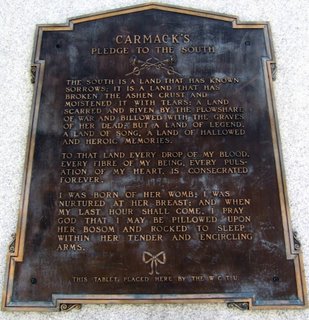 CARMACK'S
PLEDGE TO THE SOUTH
THE SOUTH IS A LAND THAT HAS KNOWN
SORROWS; IT IS A LAND THAT HAS
BROKEN THE ASHEN CRUST AND
MOISTENED IT WITH TEARS; A LAND
SCARRED AND RIVEN BY THE PLOWSHARE
OF WAR AND BILLOWED WITH THE GRAVES
OF HER DEAD; BUT A LAND OF LEGEND,
A LAND OF SONG, A LAND OF HALLOWED
AND HEROIC MEMORIES.
TO THAT LAND EVERY DROP OF MY BLOOD,
EVERY FIBRE OF MY BEING, EVERY PULS-
ATION OF MY HEART, IS CONSECRATED
FOREVER.
I WAS BORN OF HER WOMB; I WAS
NURTURED AT HER BREAST; AND WHEN
MY LAST HOUR SHALL COME, I PRAY
GOD THAT I MAY BE PILLOWED UPON
HER BOSOM AND ROCKED TO SLEEP
WITHIN HER TENDER AND ENCIRCLING
ARMS.
THIS TABLET PLACED HERE BY THE W.C.T.U.